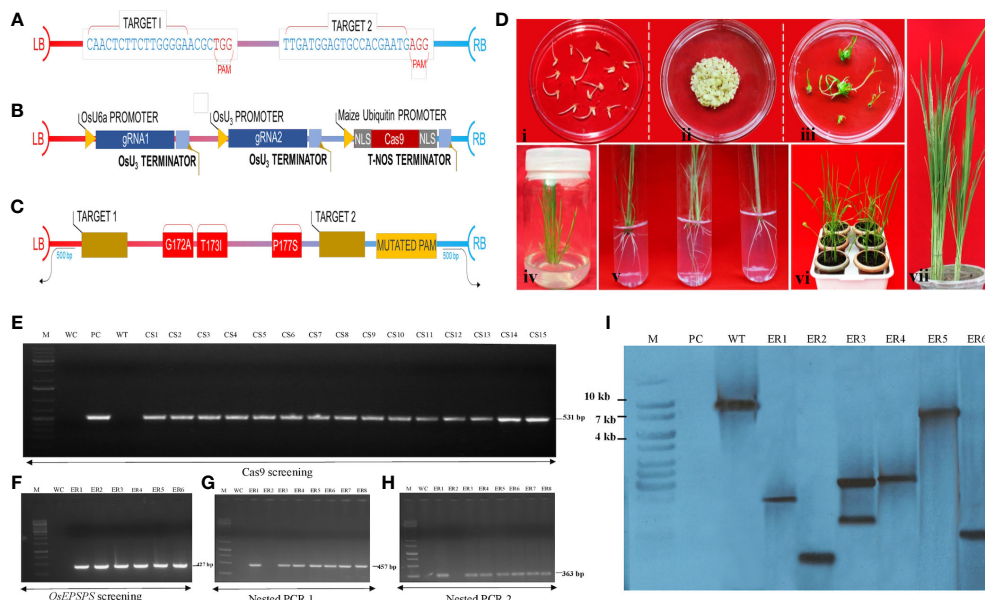 A
TARGET I
TARGET 2
LB
CAACTCTTCTTGGGGAACGCTGG
TTGATGGAGTGCCACGAATGAGG
RB
PAM
PAM
B
OsU6a PROMOTER
OsU3 PROMOTER
Maize Ubiquitin PROMOTER
LB
gRNA1
gRNA2
NLS
Cas9
NLS
RB
OsU3 TERMINATOR
OsU3 TERMINATOR
T-NOS TERMINATOR
C
TARGET 1
TARGET 2
LB
G172A
T173I
P177S
MUTATED PAM
RB
500 bp
500 bp
D
i
ii
iii
iv
v
vi
vii
E
M WC PC WT CS1 CS2 CS3 CS4 CS5 CS6 CS7 CS8 CS9 CS10 CS11 CS12 CS13 CS14 CS15
531 bp
Cas9 screening
F
M WC ER1 ER2 ER3 ER4 ER5 ER6
427 bp
OsEPSPS screening
G
M WC ER1 ER2 ER3 ER4 ER5 ER6 ER7 ER8
457 bp
Nested PCR 1
H
M WC ER1 ER2 ER3 ER4 ER5 ER6 ER7 ER8
363 bp
Nested PCR 2
I
M PC WT ER1 ER2 ER3 ER4 ER5 ER6
10 kb
7 kb
4 kb